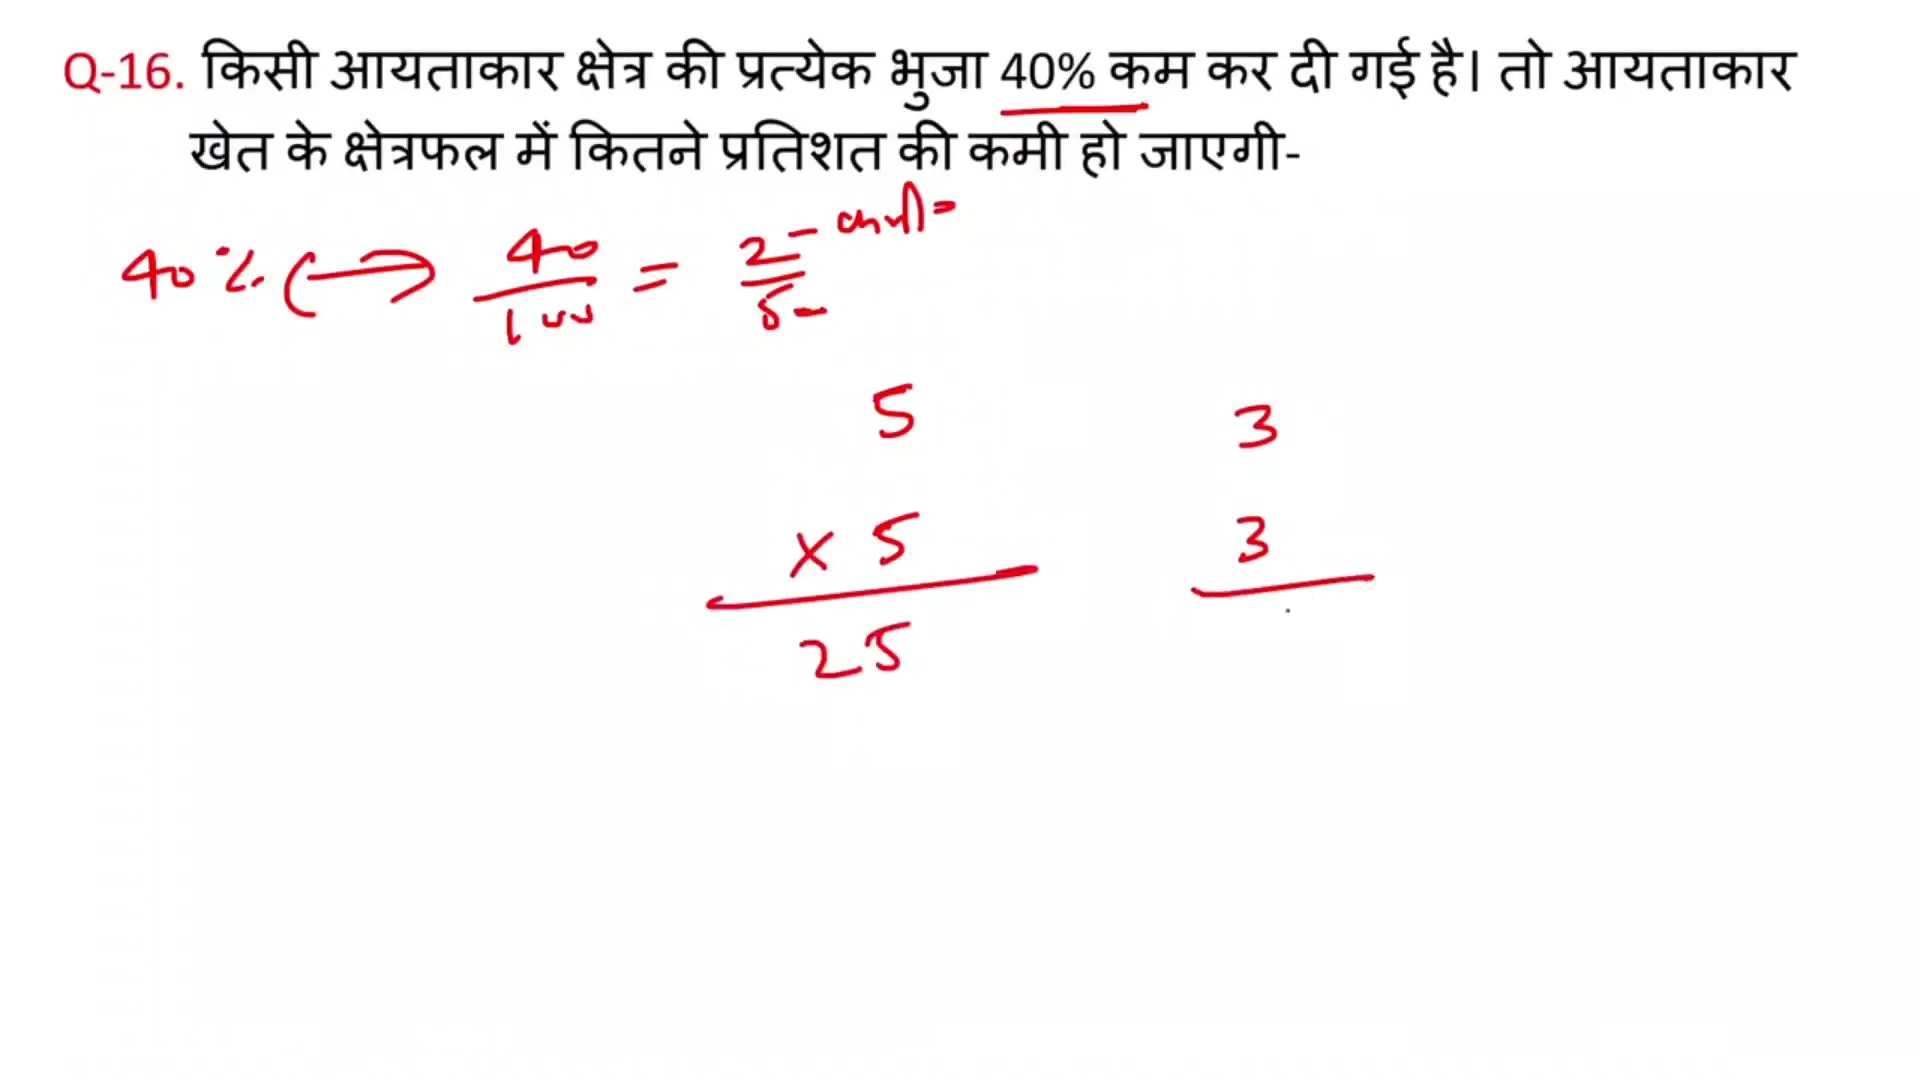 Q-16. किसी आयताकार क्षेत्र की प्रत्येक भुजा 40% कम कर दी गई है। तो आयताकार
खेत के क्षेत्रफल में कितने प्रतिशत की कमी हो जाएगी-
40% → 40/100 = 2/5 - कमी
5 3
× 5 3
25